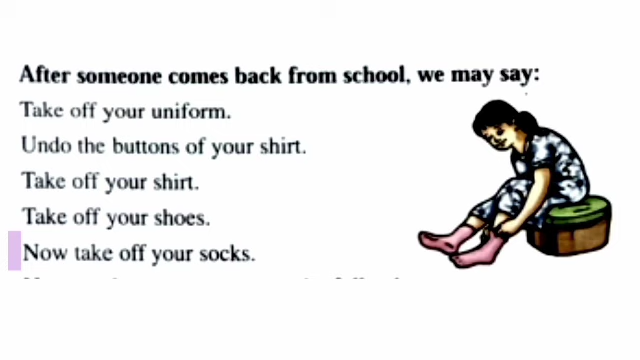 After someone comes back from school, we may say:
Take off your uniform.
Undo the buttons of your shirt.
Take off your shirt.
Take off your shoes.
Now take off your socks.